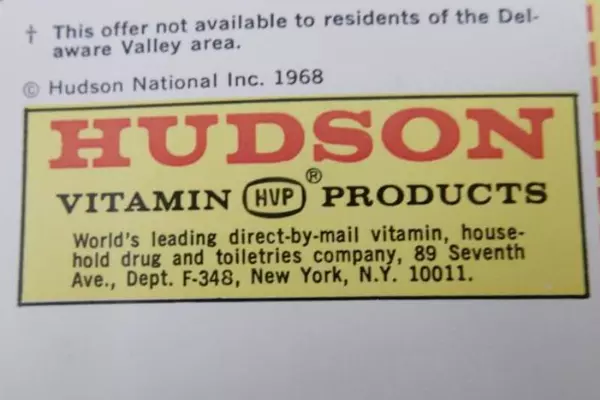 † This offer not available to residents of the Del-
aware Valley area.
© Hudson National Inc. 1968
HUDSON
VITAMIN HVP® PRODUCTS
World's leading direct-by-mail vitamin, house-
hold drug and toiletries company, 89 Seventh
Ave., Dept. F-348, New York, N.Y. 10011.